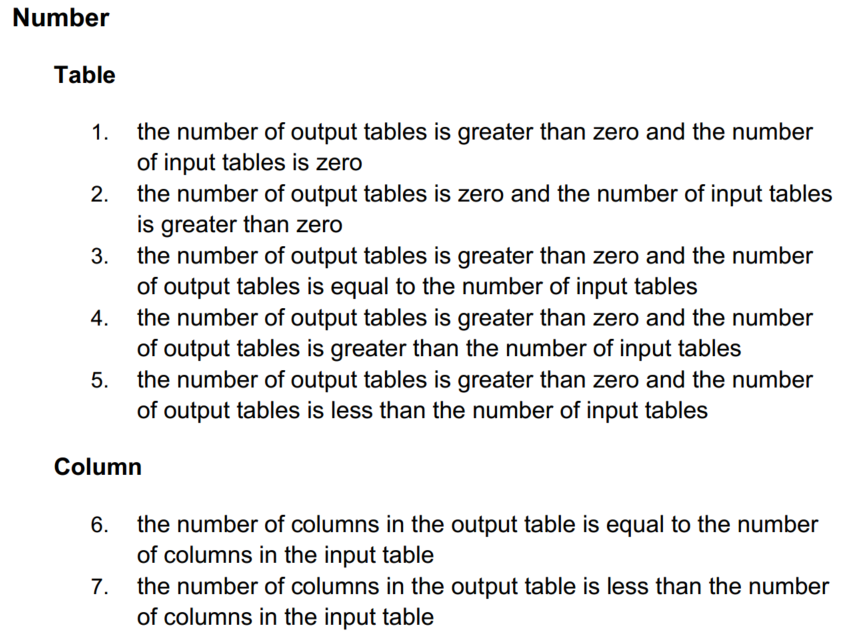 Number
Table
1. the number of output tables is greater than zero and the number
of input tables is zero
2. the number of output tables is zero and the number of input tables
is greater than zero
3. the number of output tables is greater than zero and the number
of output tables is equal to the number of input tables
4. the number of output tables is greater than zero and the number
of output tables is greater than the number of input tables
5. the number of output tables is greater than zero and the number
of output tables is less than the number of input tables
Column
6. the number of columns in the output table is equal to the number
of columns in the input table
7. the number of columns in the output table is less than the number
of columns in the input table